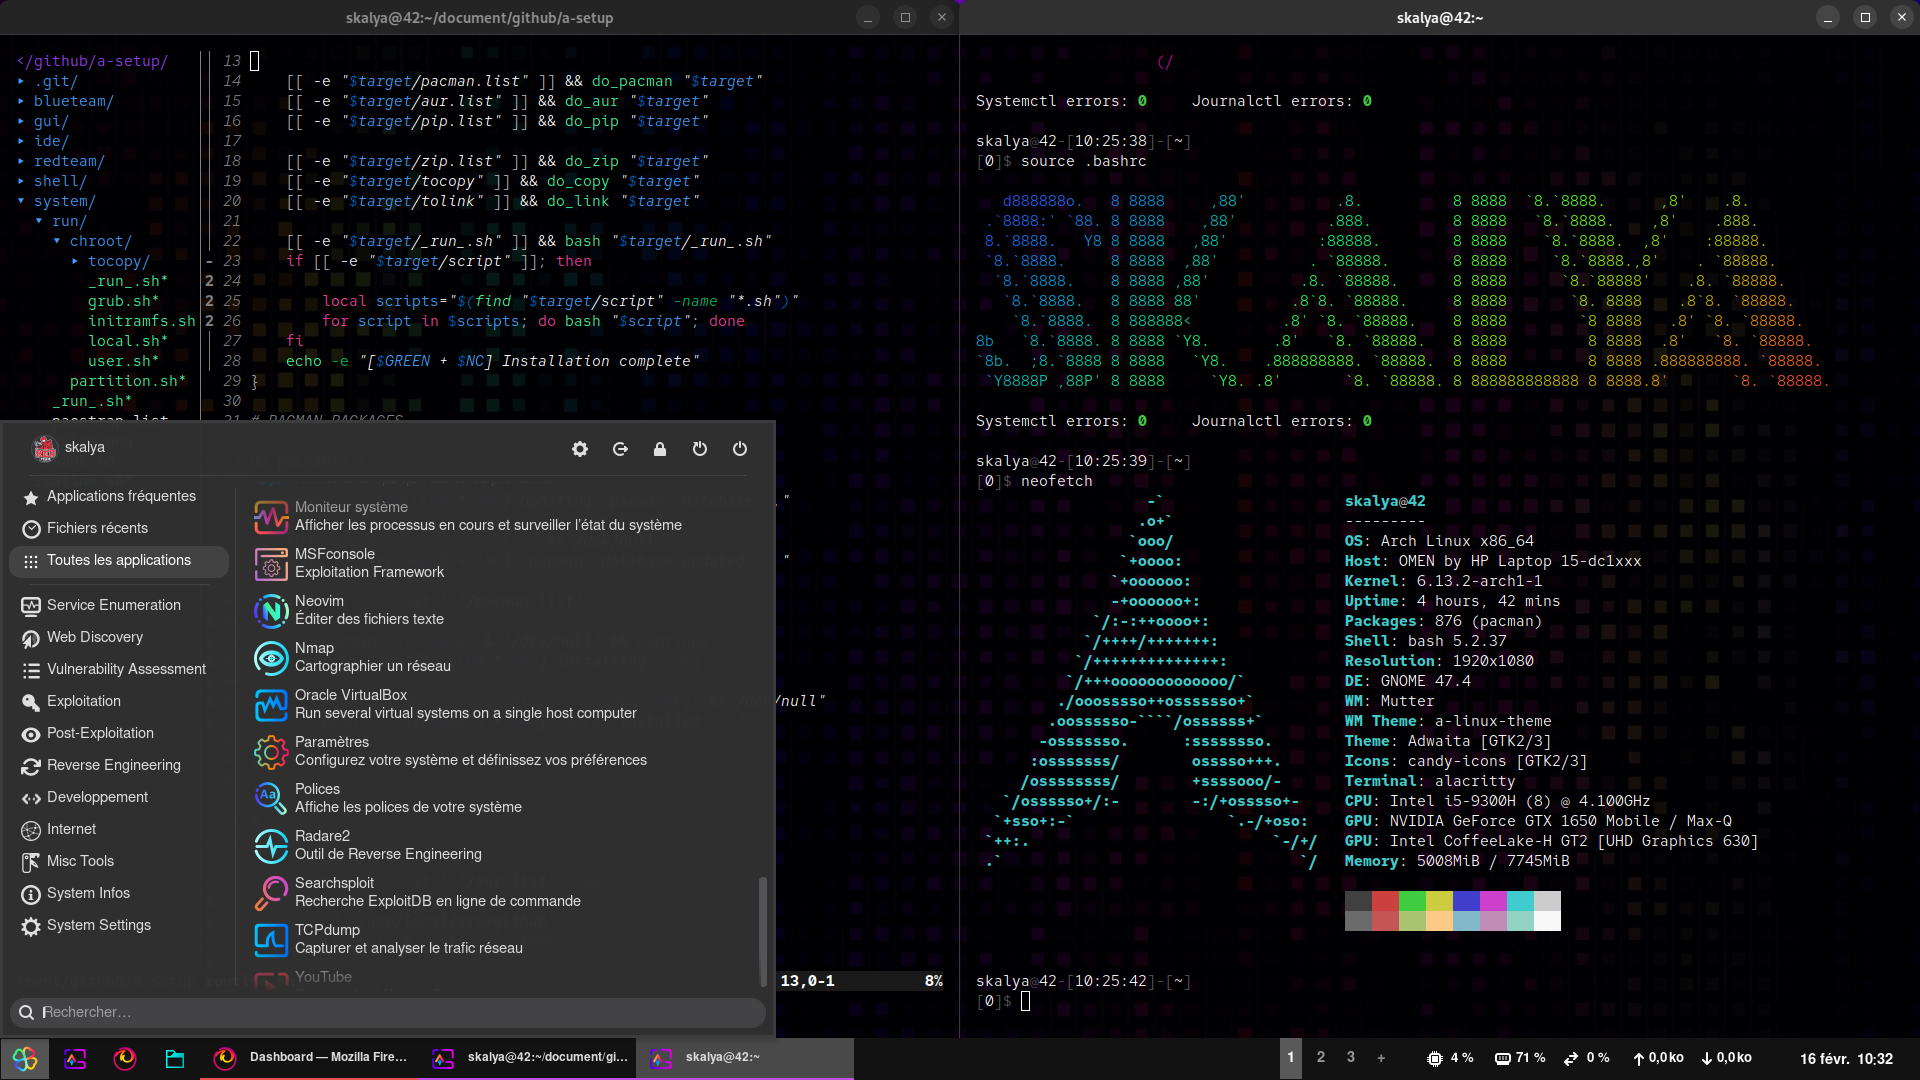 skalya@42:~/document/github/a-setup
</github/a-setup/
▸ .git/
▸ blueteam/
▸ gui/
▸ ide/
▸ redteam/
▸ shell/
▾ system/
▾ run/
▾ chroot/
▸ tocopy/
_run_.sh*
grub.sh*
initramfs.sh
local.sh*
user.sh*
partition.sh*
_run_.sh*
13
14 [[ -e "$target/pacman.list" ]] && do_pacman "$target"
15 [[ -e "$target/aur.list" ]] && do_aur "$target"
16 [[ -e "$target/pip.list" ]] && do_pip "$target"
17
18 [[ -e "$target/zip.list" ]] && do_zip "$target"
19 [[ -e "$target/tocopy" ]] && do_copy "$target"
20 [[ -e "$target/tolink" ]] && do_link "$target"
21
22 [[ -e "$target/_run_.sh" ]] && bash "$target/_run_.sh"
- 23 if [[ -e "$target/script" ]]; then
2 24
2 25 local scripts="$(find "$target/script" -name "*.sh")"
2 26 for script in $scripts; do bash "$script"; done
27 fi
28 echo -e "[$GREEN + $NC] Installation complete"
29 }
30
/null"
13,0-1 8%
skalya
Applications fréquentes
Fichiers récents
Toutes les applications
Service Enumeration
Web Discovery
Vulnerability Assessment
Exploitation
Post-Exploitation
Reverse Engineering
Developpement
Internet
Misc Tools
System Infos
System Settings
Moniteur système
Afficher les processus en cours et surveiller l'état du système
MSFconsole
Exploitation Framework
Neovim
Éditer des fichiers texte
Nmap
Cartographier un réseau
Oracle VirtualBox
Run several virtual systems on a single host computer
Paramètres
Configurez votre système et définissez vos préférences
Polices
Affiche les polices de votre système
Radare2
Outil de Reverse Engineering
Searchsploit
Recherche ExploitDB en ligne de commande
TCPdump
Capturer et analyser le trafic réseau
YouTube
Rechercher…
skalya@42:~
(/
Systemctl errors: 0 Journalctl errors: 0
skalya@42-[10:25:38]-[~]
[0]$ source .bashrc
SKALYA
Systemctl errors: 0 Journalctl errors: 0
skalya@42-[10:25:39]-[~]
[0]$ neofetch
skalya@42
---------
OS: Arch Linux x86_64
Host: OMEN by HP Laptop 15-dc1xxx
Kernel: 6.13.2-arch1-1
Uptime: 4 hours, 42 mins
Packages: 876 (pacman)
Shell: bash 5.2.37
Resolution: 1920x1080
DE: GNOME 47.4
WM: Mutter
WM Theme: a-linux-theme
Theme: Adwaita [GTK2/3]
Icons: candy-icons [GTK2/3]
Terminal: alacritty
CPU: Intel i5-9300H (8) @ 4.100GHz
GPU: NVIDIA GeForce GTX 1650 Mobile / Max-Q
GPU: Intel CoffeeLake-H GT2 [UHD Graphics 630]
Memory: 5008MiB / 7745MiB
skalya@42-[10:25:42]-[~]
[0]$
Dashboard — Mozilla Fire…
skalya@42:~/document/gi…
skalya@42:~
1 2 3 +
4 % 71 % 0 % 0,0 ko 0,0 ko
16 févr. 10:32